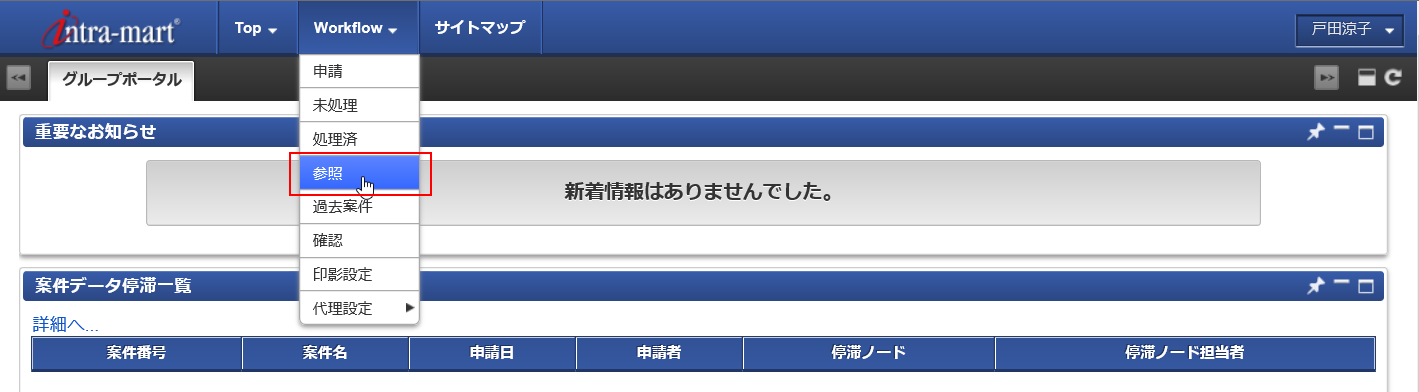 intra-mart® Top Workflow サイトマップ 戸田涼子
グループポータル
申請
未処理
処理済
参照
過去案件
確認
印影設定
代理設定
重要なお知らせ
新着情報はありませんでした。
案件データ停滞一覧
詳細へ...
案件番号 案件名 申請日 申請者 停滞ノード 停滞ノード担当者